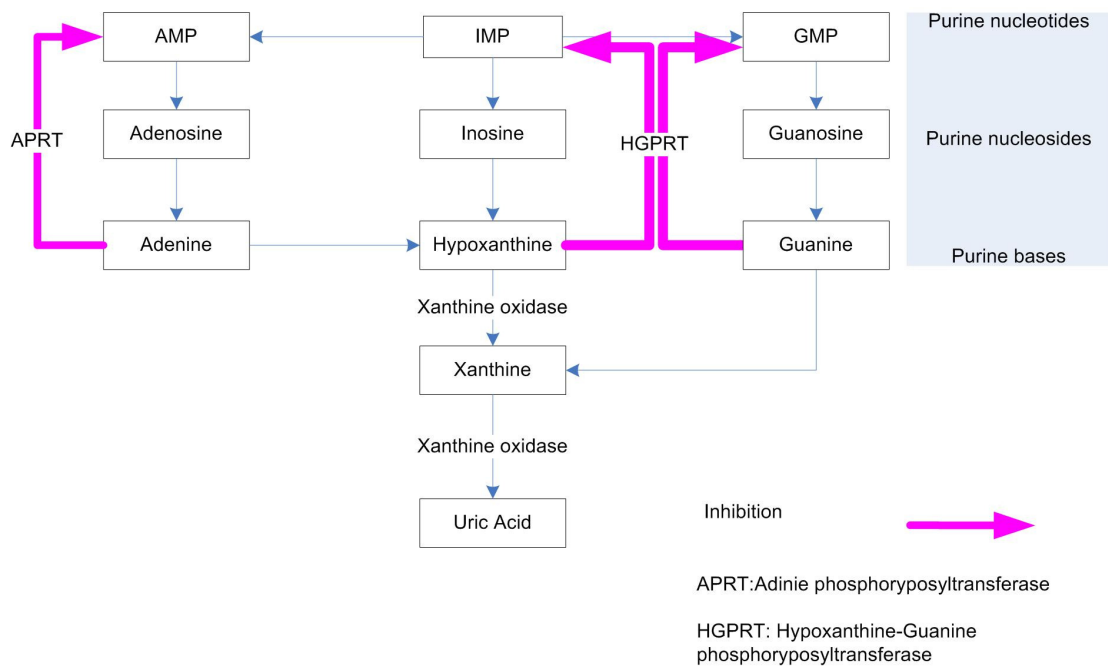 AMP
IMP
GMP
Purine nucleotides
Adenosine
Inosine
Guanosine
APRT
HGPRT
Purine nucleosides
Adenine
Hypoxanthine
Guanine
Purine bases
Xanthine oxidase
Xanthine
Xanthine oxidase
Uric Acid
Inhibition
APRT:Adinie phosphoryposyltransferase
HGPRT: Hypoxanthine-Guanine
phosphoryposyltransferase